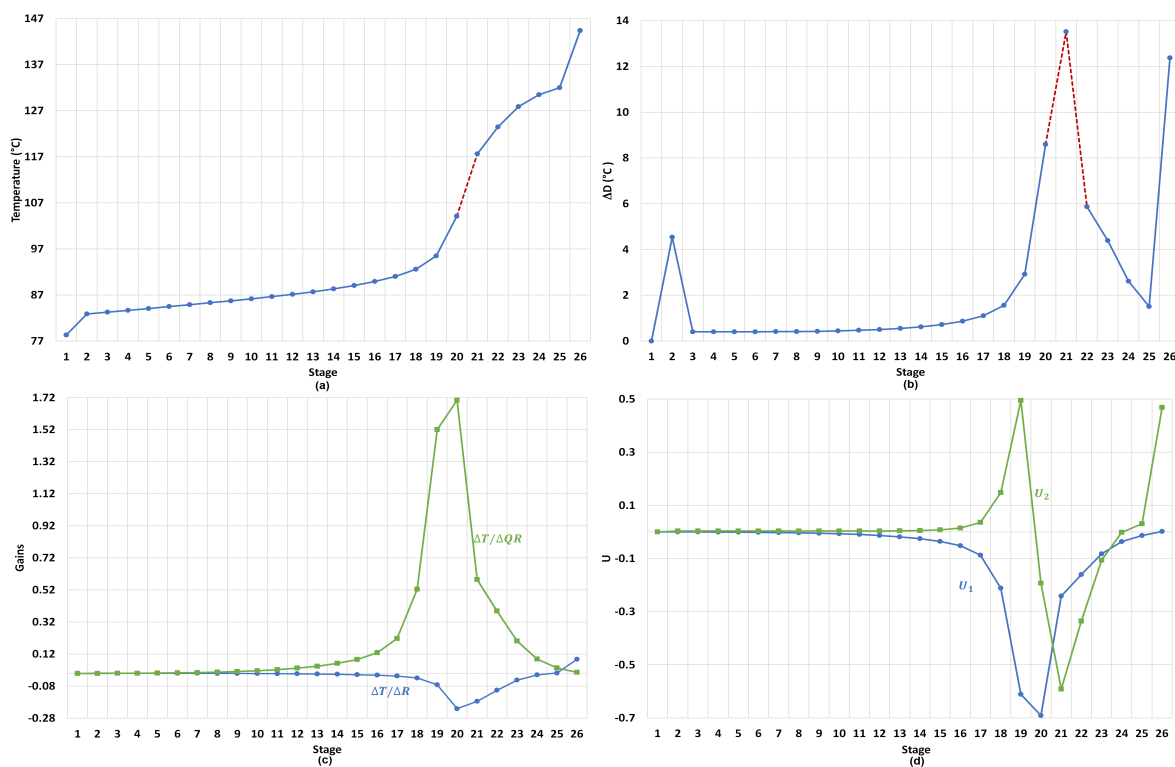 147
137
127
117
107
97
87
77
Temperature (°C)
1 2 3 4 5 6 7 8 9 10 11 12 13 14 15 16 17 18 19 20 21 22 23 24 25 26
Stage
(a)
14
12
10
8
6
4
2
0
ΔD (°C )
1 2 3 4 5 6 7 8 9 10 11 12 13 14 15 16 17 18 19 20 21 22 23 24 25 26
Stage
(b)
1.72
1.52
1.32
1.12
0.92
0.72
0.52
0.32
0.12
-0.08
-0.28
Gains
ΔT/ΔQR
ΔT/ΔR
1 2 3 4 5 6 7 8 9 10 11 12 13 14 15 16 17 18 19 20 21 22 23 24 25 26
Stage
(c)
0.5
0.3
0.1
-0.1
-0.3
-0.5
-0.7
U
U₂
U₁
1 2 3 4 5 6 7 8 9 10 11 12 13 14 15 16 17 18 19 20 21 22 23 24 25 26
Stage
(d)